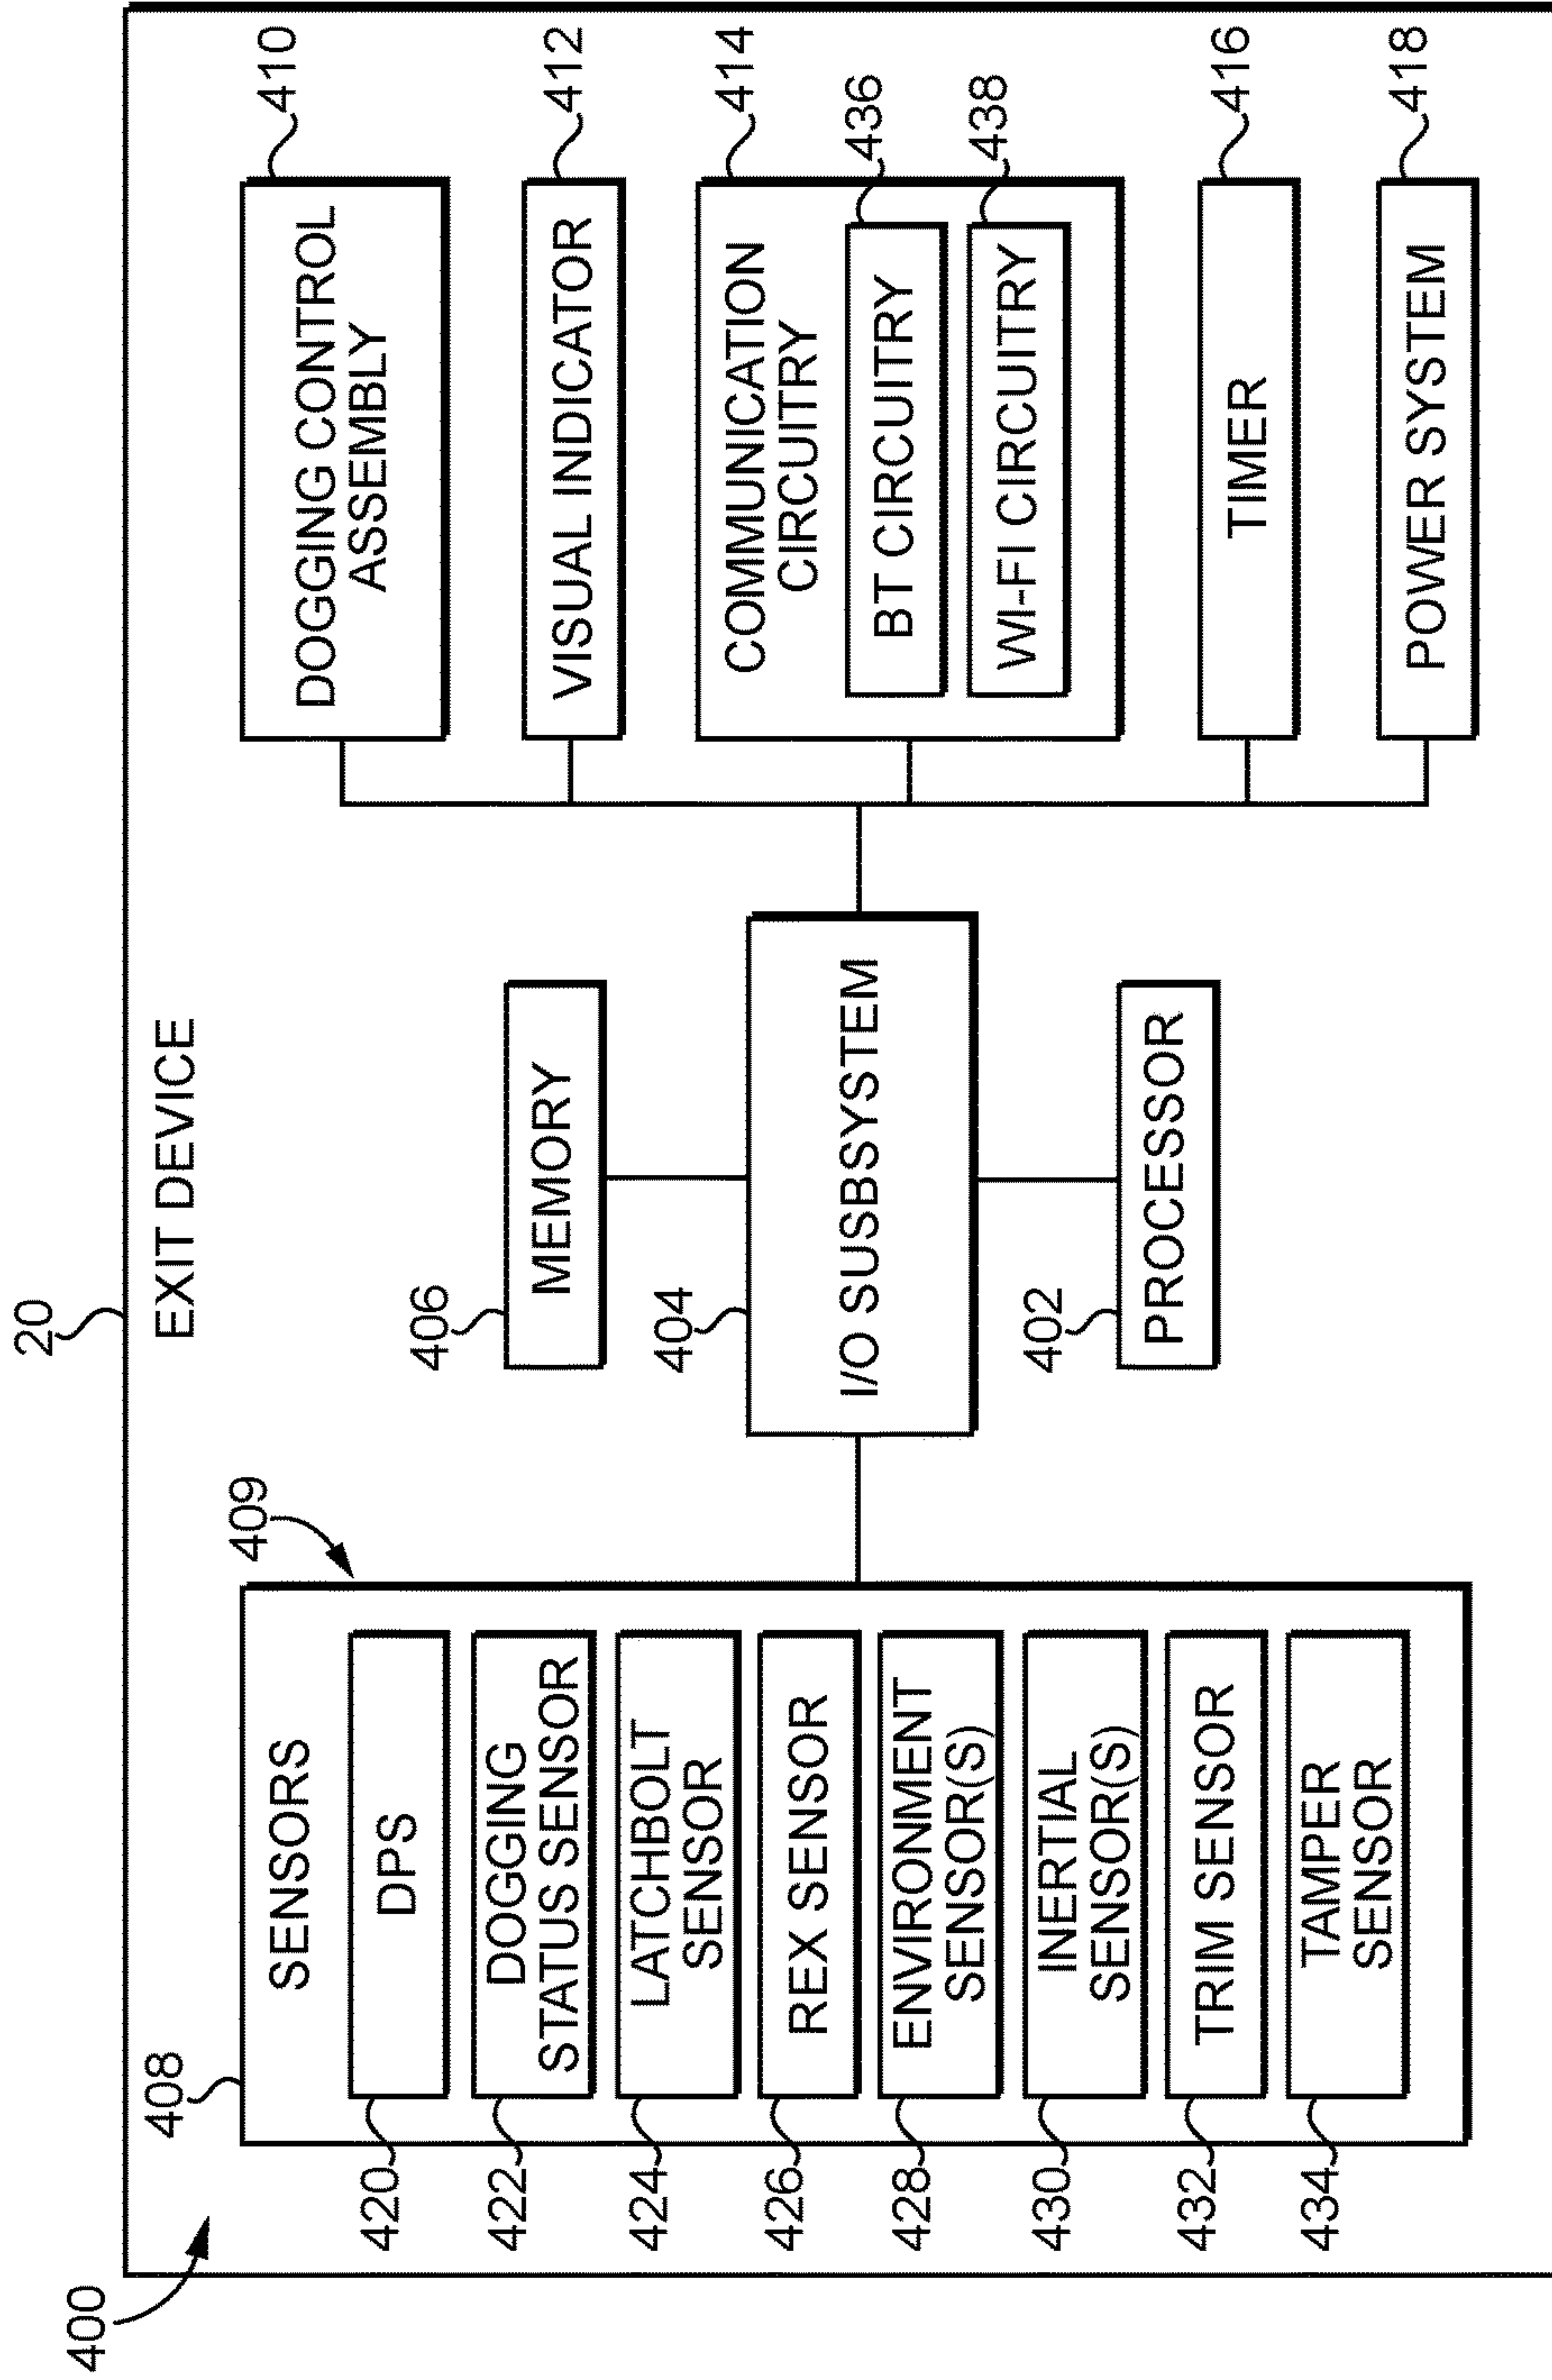 20
EXIT DEVICE
400
408
409
SENSORS
420
DPS
422
DOGGING
STATUS SENSOR
424
LATCHBOLT
SENSOR
426
REX SENSOR
428
ENVIRONMENT
SENSOR(S)
430
INERTIAL
SENSOR(S)
432
TRIM SENSOR
434
TAMPER
SENSOR
406
MEMORY
404
I/O SUSBSYSTEM
402
PROCESSOR
DOGGING CONTROL
ASSEMBLY
410
VISUAL INDICATOR
412
COMMUNICATION
CIRCUITRY
414
BT CIRCUITRY
436
WI-FI CIRCUITRY
438
TIMER
416
POWER SYSTEM
418